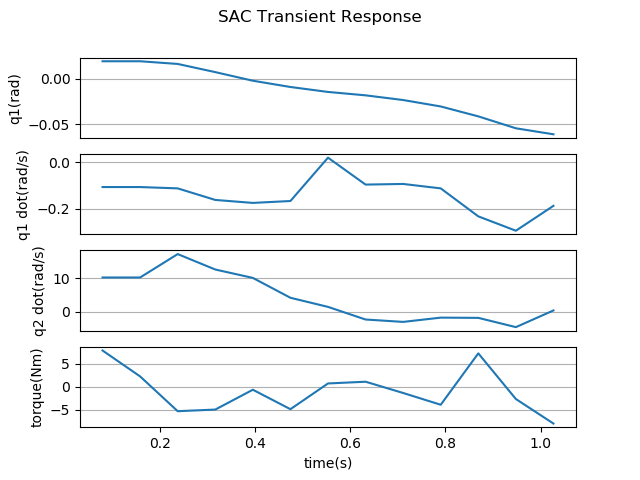 SAC Transient Response
q1(rad)
0.00
−0.05
q1 dot(rad/s)
0.0
−0.2
q2 dot(rad/s)
10
0
torque(Nm)
5
0
−5
0.2 0.4 0.6 0.8 1.0
time(s)